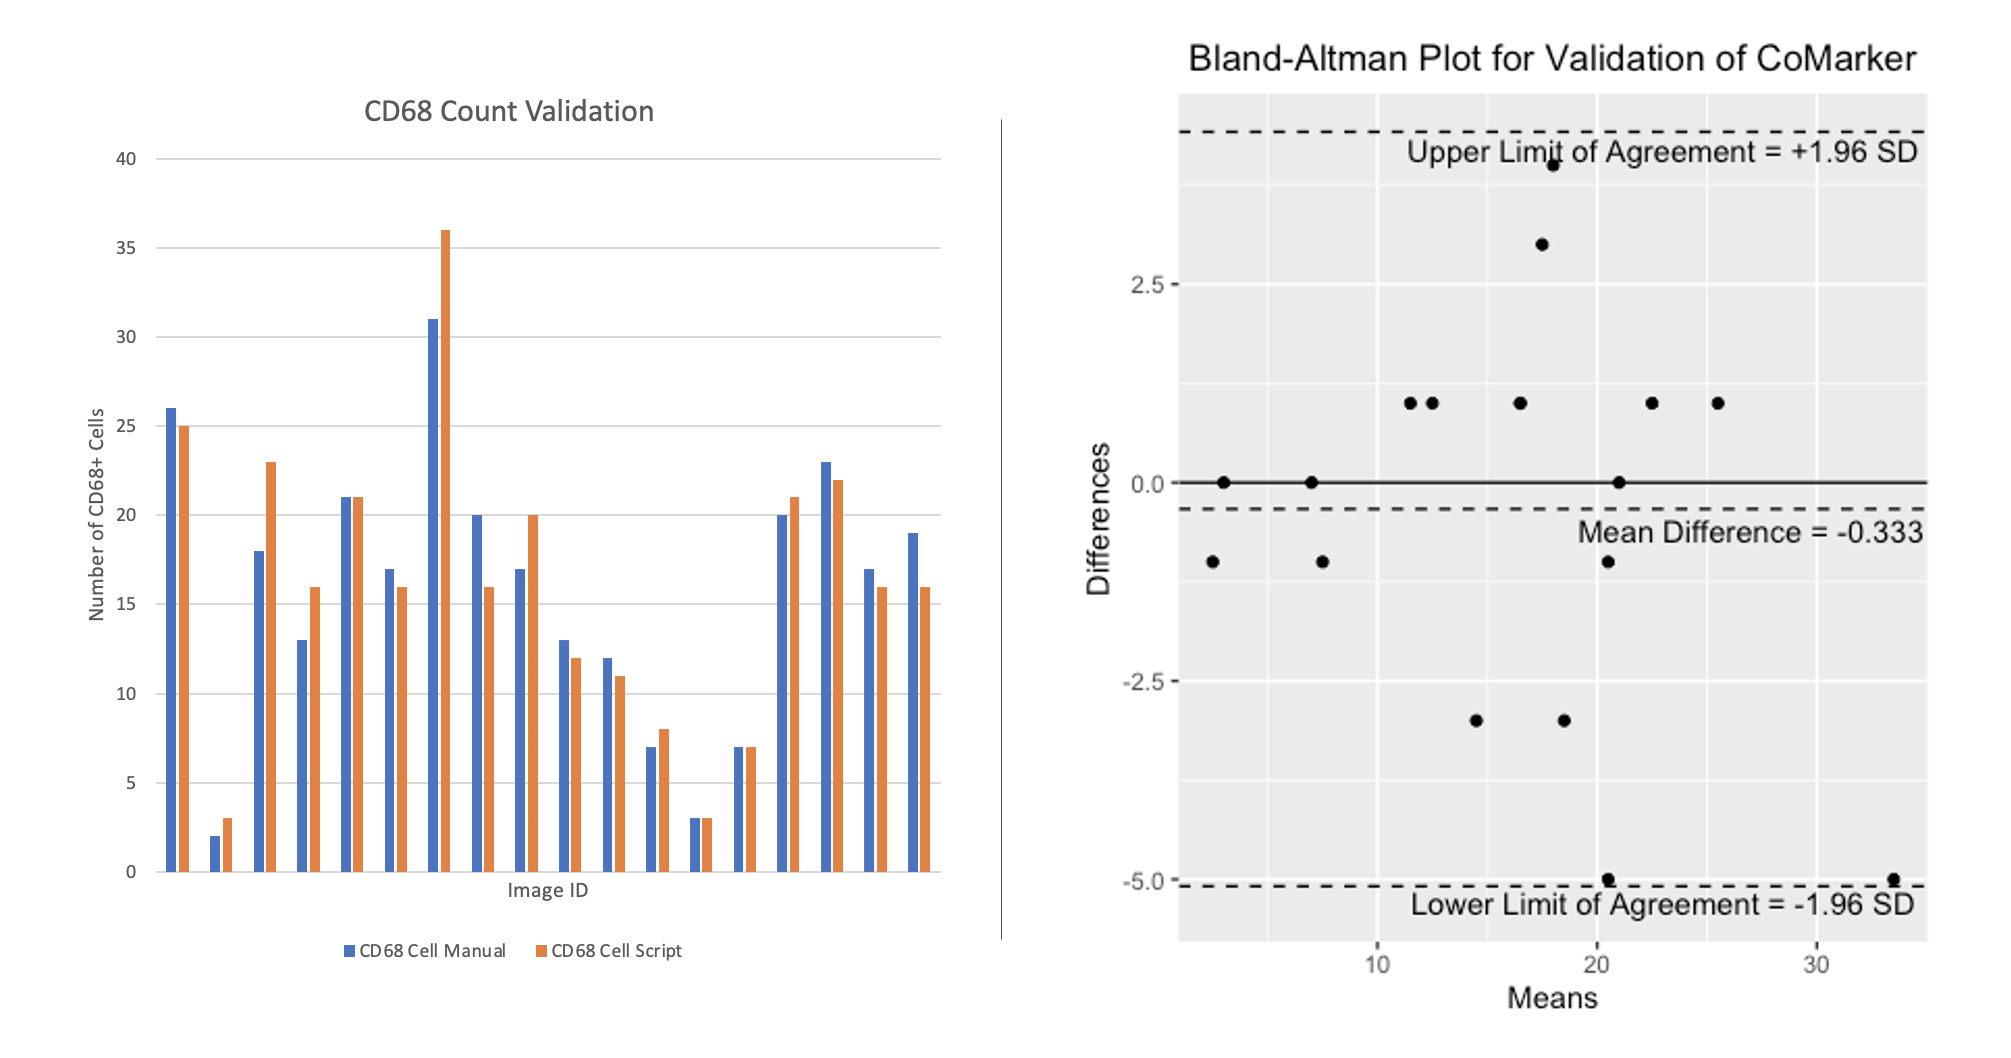 CD68 Count Validation
40
35
30
25
20
15
10
5
0
Number of CD68+ Cells
Image ID
CD68 Cell Manual
CD68 Cell Script
Bland-Altman Plot for Validation of CoMarker
Upper Limit of Agreement = +1.96 SD
2.5
0.0
Mean Difference = -0.333
-2.5
-5.0
Lower Limit of Agreement = -1.96 SD
Differences
10 20 30
Means